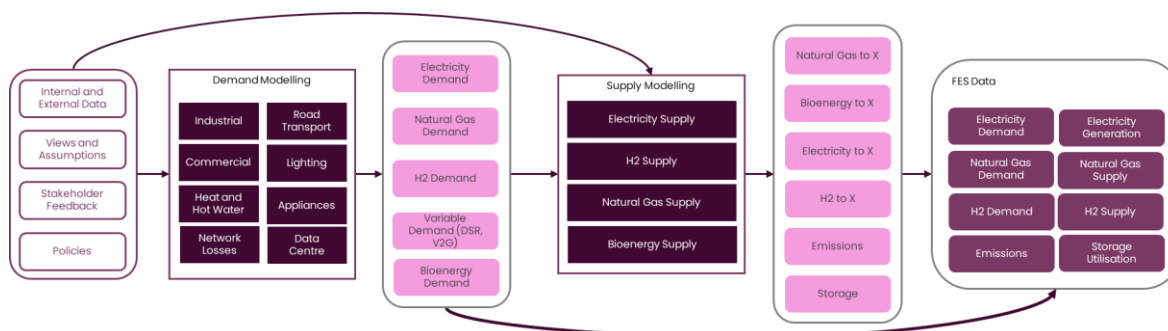 Internal and
External Data
Views and
Assumptions
Stakeholder
Feedback
Policies
Demand Modelling
Industrial
Road
Transport
Commercial
Lighting
Heat and
Hot Water
Appliances
Network
Losses
Data
Centre
Electricity
Demand
Natural Gas
Demand
H2 Demand
Variable
Demand (DSR,
V2G)
Bioenergy
Demand
Supply Modelling
Electricity Supply
H2 Supply
Natural Gas Supply
Bioenergy Supply
Natural Gas to X
Bioenergy to X
Electricity to X
H2 to X
Emissions
Storage
FES Data
Electricity
Demand
Electricity
Generation
Natural Gas
Demand
Natural Gas
Supply
H2 Demand
H2 Supply
Emissions
Storage
Utilisation